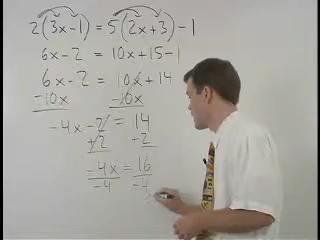 2(3x-1) = 5(2x+3)-1
6x-2 = 10x+15-1
6x-2 = 10x+14
-10x -10x
-4x-2 = 14
+2 +2
-4x = 16
-4 -4